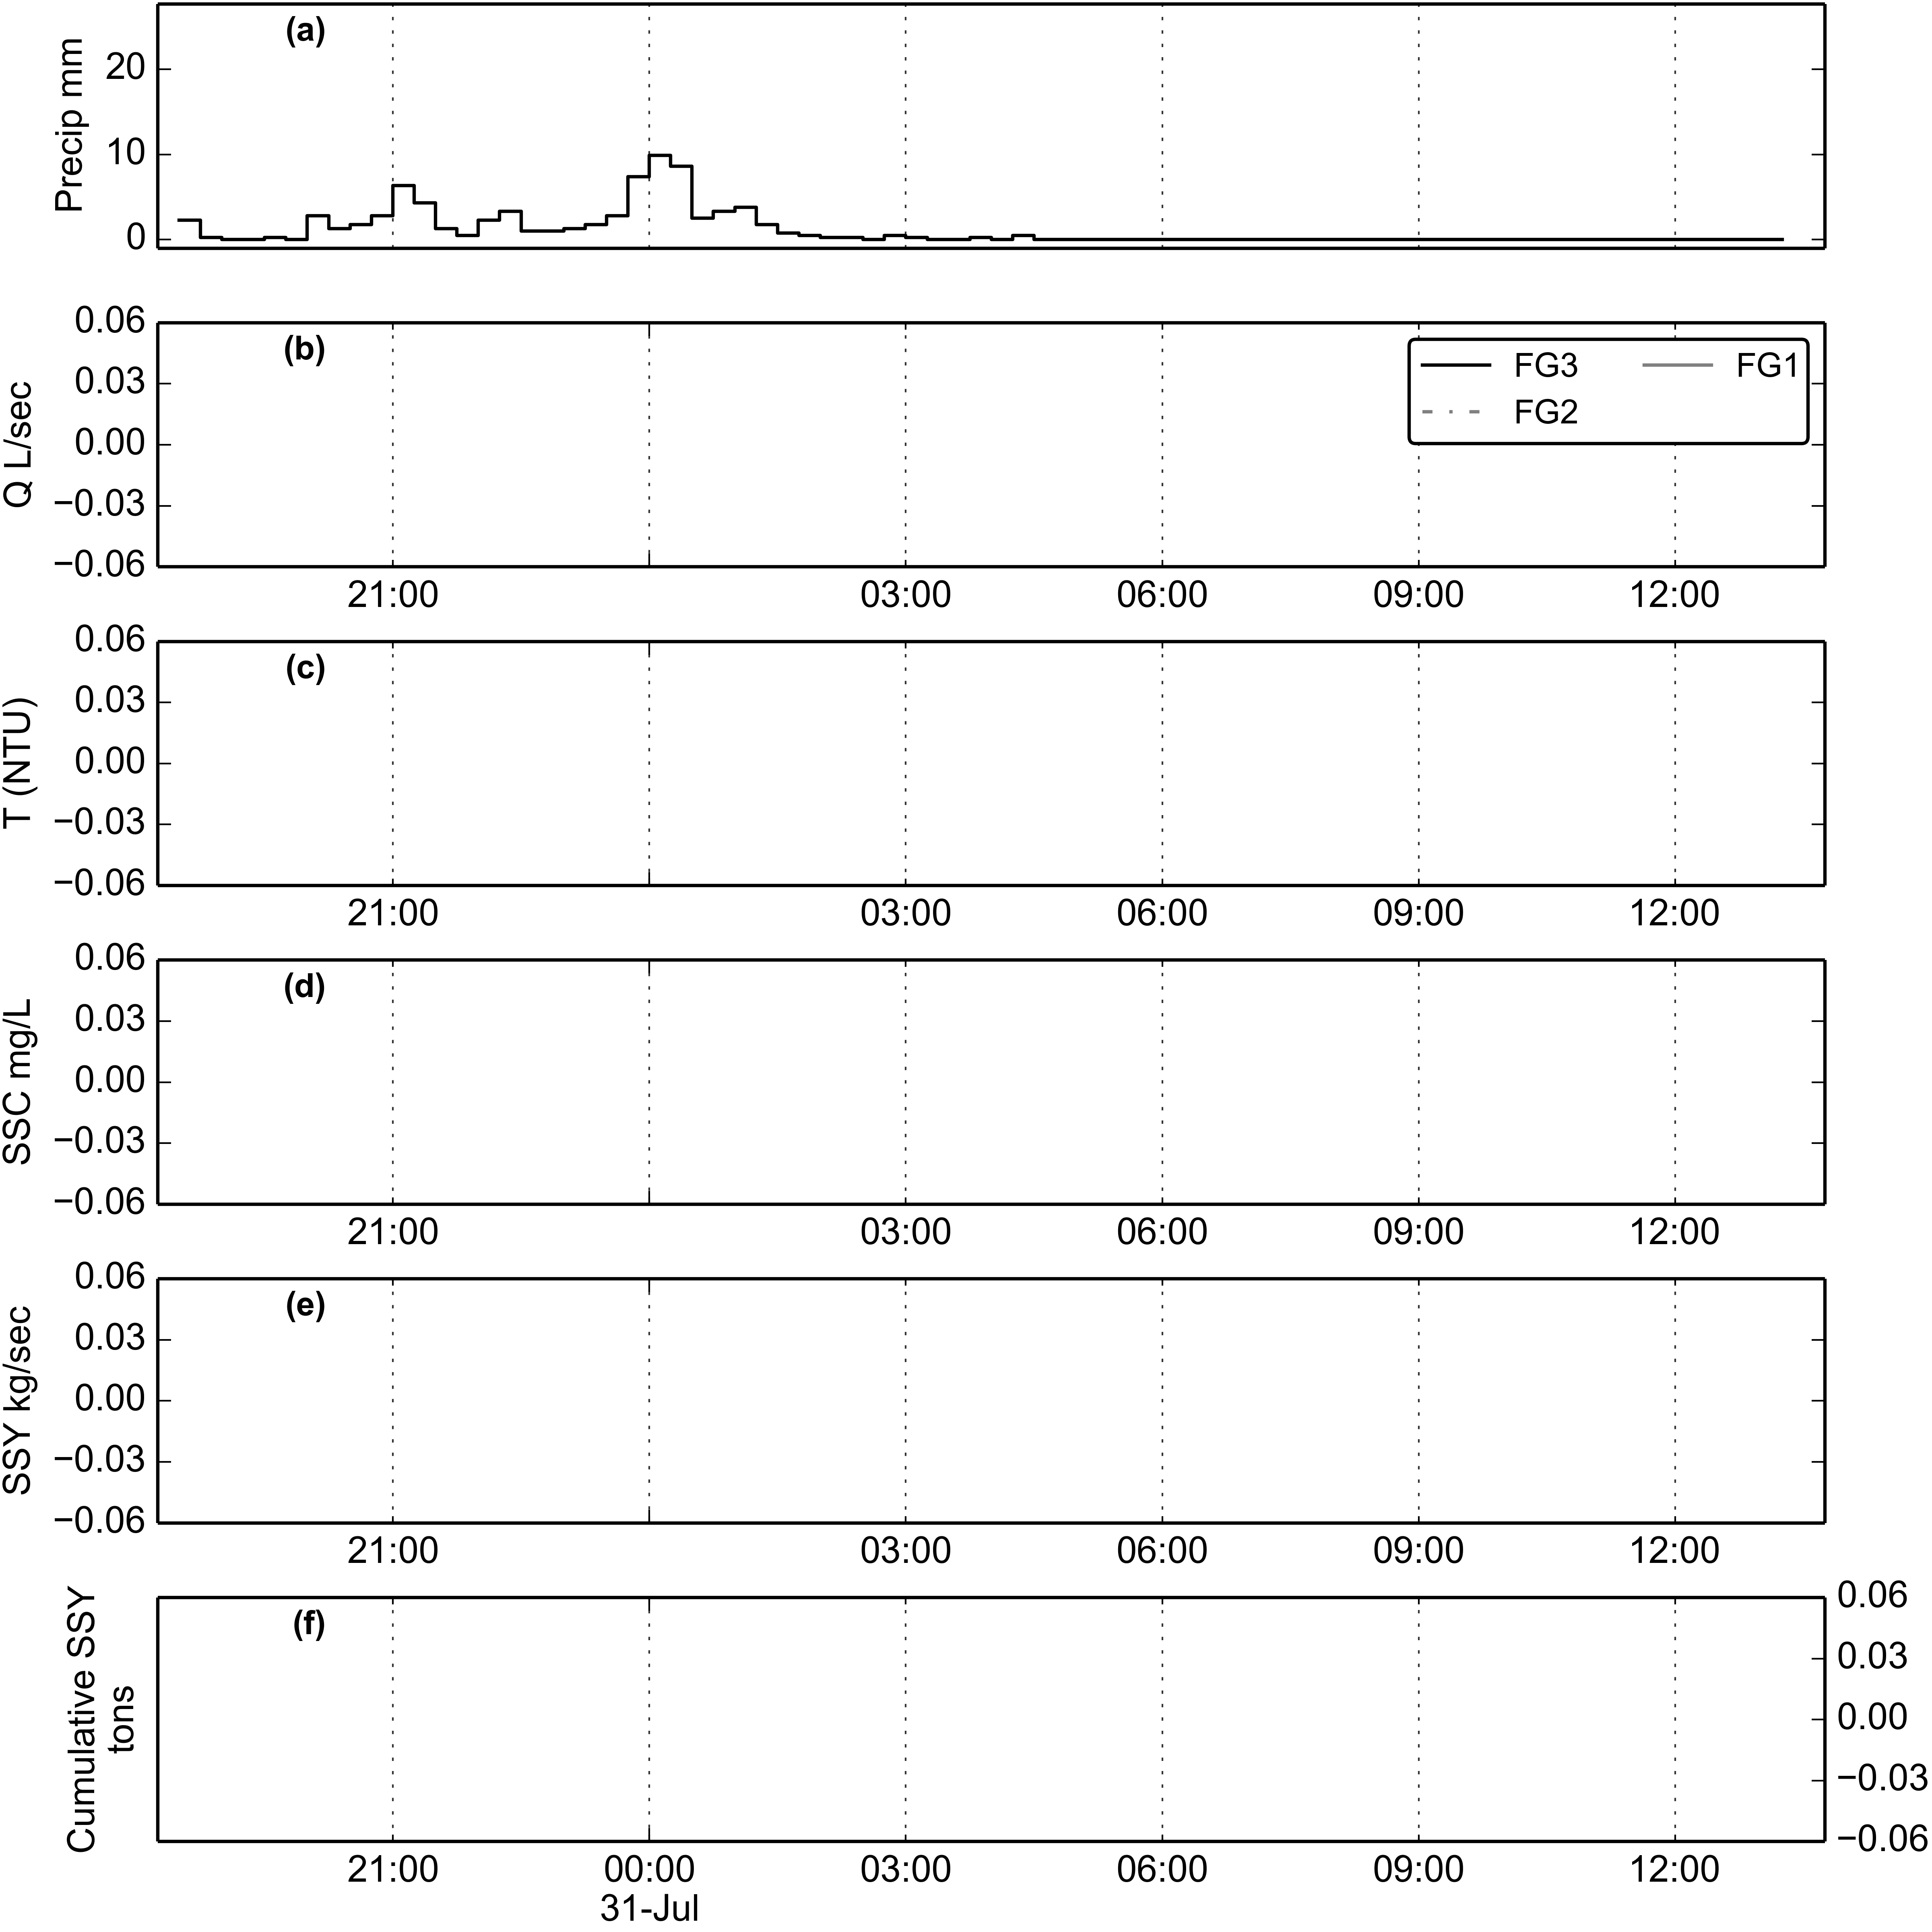 (a)
Precip mm
20
10
0
(b)
Q L/sec
0.06
0.03
0.00
−0.03
−0.06
FG3 FG1
FG2
21:00 03:00 06:00 09:00 12:00
(c)
T (NTU)
0.06
0.03
0.00
−0.03
−0.06
21:00 03:00 06:00 09:00 12:00
(d)
SSC mg/L
0.06
0.03
0.00
−0.03
−0.06
21:00 03:00 06:00 09:00 12:00
(e)
SSY kg/sec
0.06
0.03
0.00
−0.03
−0.06
21:00 03:00 06:00 09:00 12:00
(f)
Cumulative SSY
tons
0.06
0.03
0.00
−0.03
−0.06
21:00 00:00 03:00 06:00 09:00 12:00
31-Jul